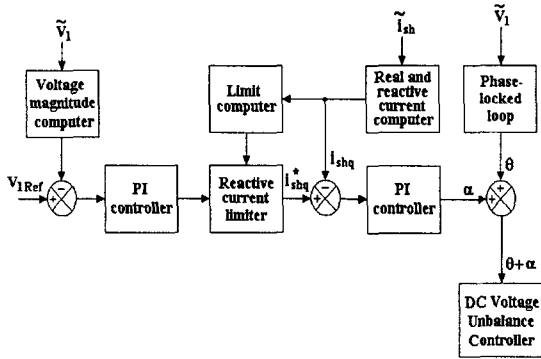 Ṽ₁
ĩsh
Ṽ₁
Voltage
magnitude
computer
Limit
computer
Real and
reactive
current
computer
Phase-
locked
loop
V1Ref
−
+
PI
controller
Reactive
current
limiter
i*shq
ishq
−
+
PI
controller
α
θ
+
+
θ+α
DC Voltage
Unbalance
Controller